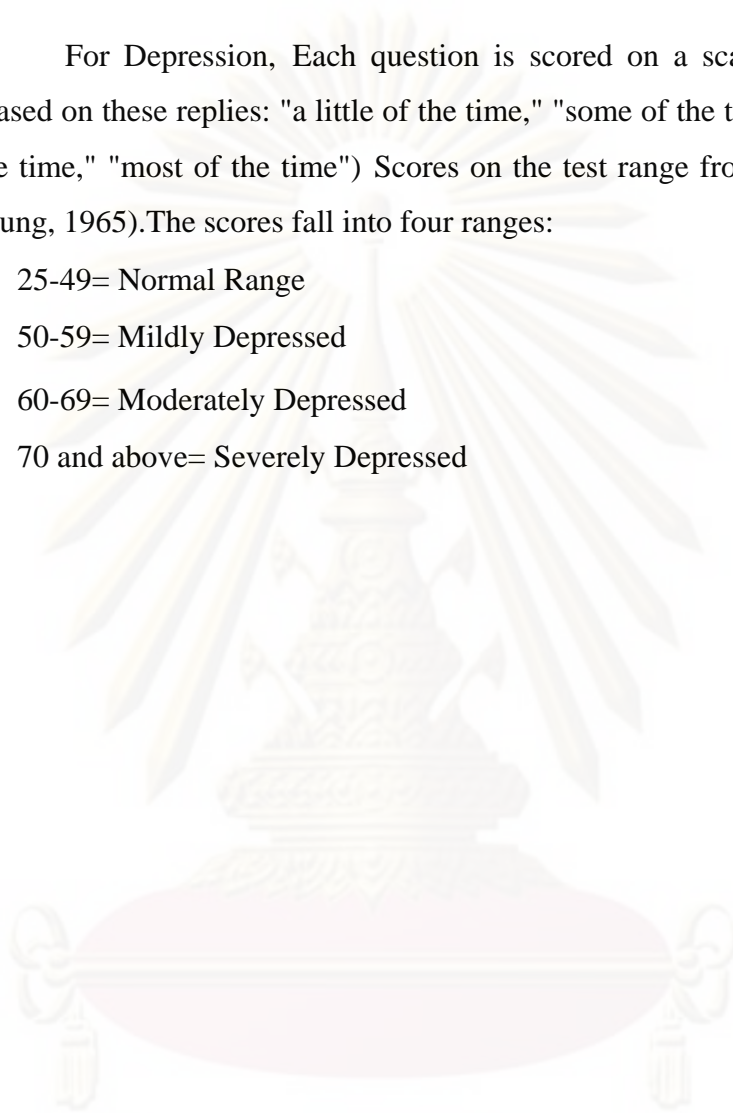 For Depression, Each question is scored on a sca
ased on these replies: "a little of the time," "some of the t
e time," "most of the time") Scores on the test range fro
ung, 1965).The scores fall into four ranges:
25-49= Normal Range
50-59= Mildly Depressed
60-69= Moderately Depressed
70 and above= Severely Depressed